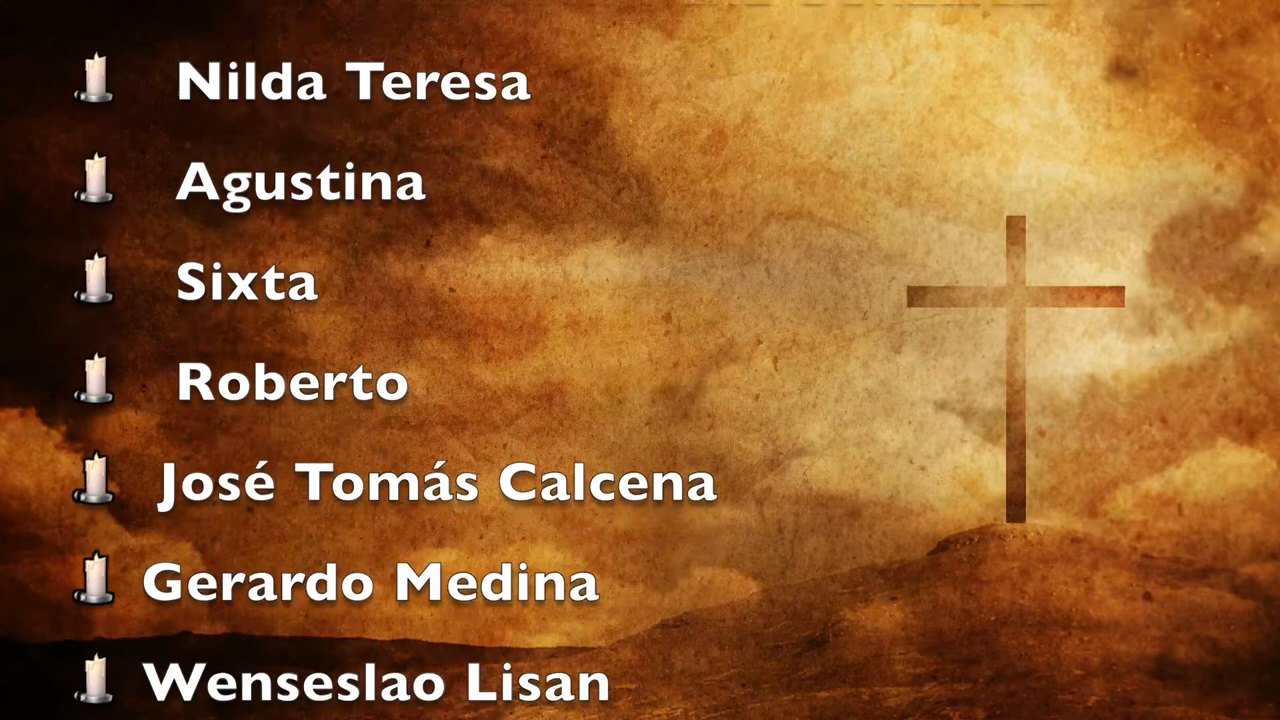 Nilda Teresa
Agustina
Sixta
Roberto
José Tomás Calcena
Gerardo Medina
Wenseslao Lisan